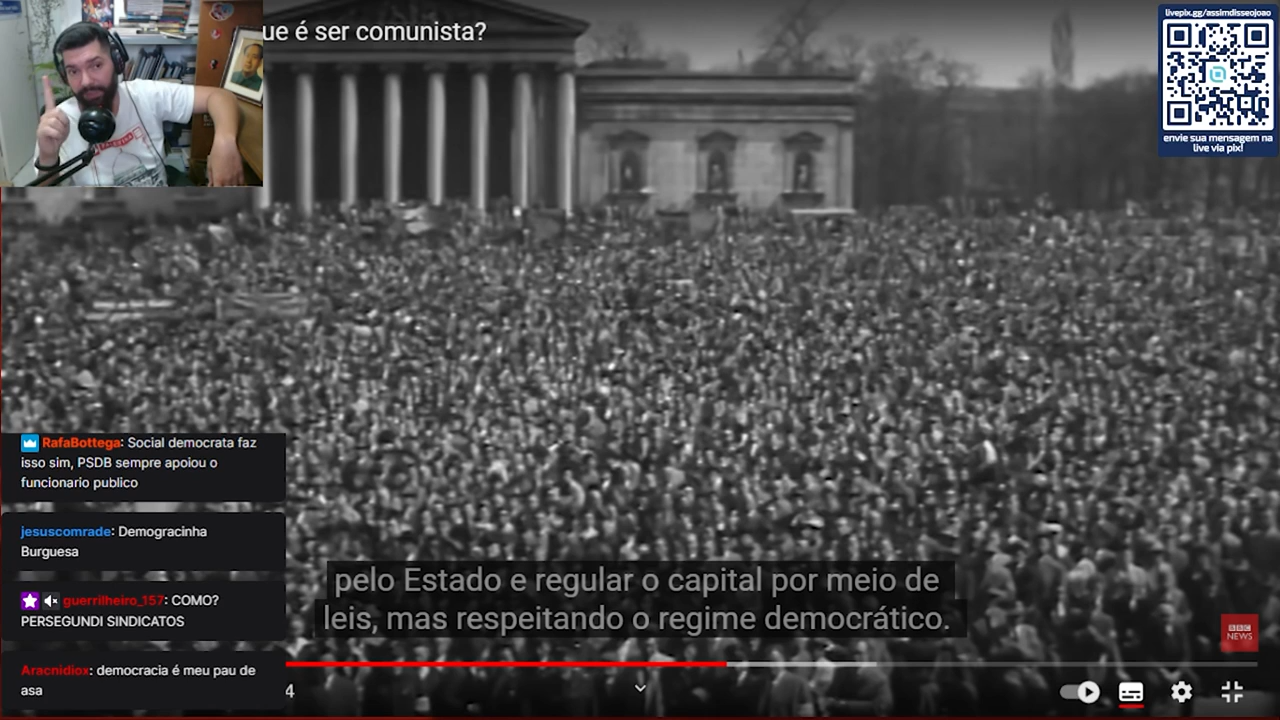 ue é ser comunista?
livepix.gg/assimdisseojoao
envie sua mensagem na
live via pix!
RafaBottega: Social democrata faz
isso sim, PSDB sempre apoiou o
funcionario publico
jesuscomrade: Demogracinha
Burguesa
guerrilheiro_157: COMO?
PERSEGUNDI SINDICATOS
Aracnidiox: democracia é meu pau de
asa
pelo Estado e regular o capital por meio de
leis, mas respeitando o regime democrático.
BBC
NEWS
4